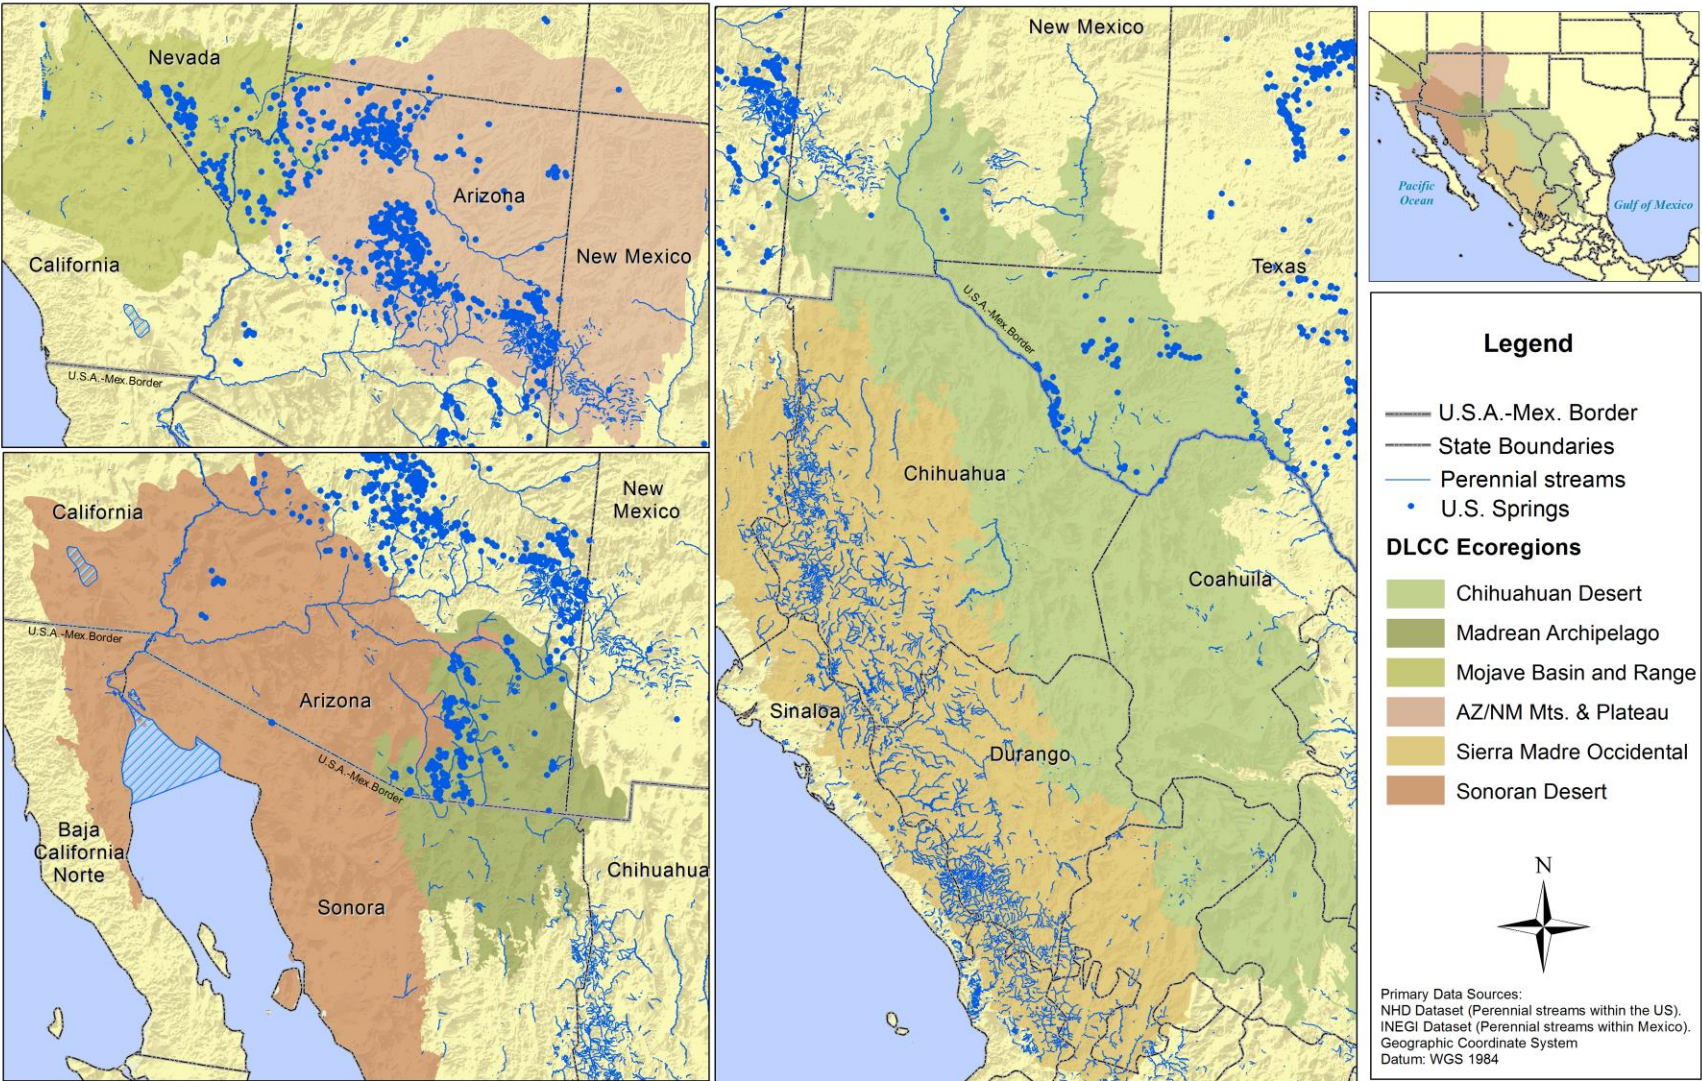 Nevada
Arizona
California
New Mexico
U.S.A.-Mex.Border
California
New
Mexico
U.S.A.-Mex.Border
Arizona
U.S.A.-Mex.Border
Baja
California
Norte
Sonora
Chihuahua
New Mexico
Texas
U.S.A.-Mex.Border
Chihuahua
Coahuila
Sinaloa
Durango
Pacific
Ocean
Gulf of Mexico
Legend
U.S.A.-Mex. Border
State Boundaries
Perennial streams
U.S. Springs
DLCC Ecoregions
Chihuahuan Desert
Madrean Archipelago
Mojave Basin and Range
AZ/NM Mts. & Plateau
Sierra Madre Occidental
Sonoran Desert
N
Primary Data Sources:
NHD Dataset (Perennial streams within the US).
INEGI Dataset (Perennial streams within Mexico).
Geographic Coordinate System
Datum: WGS 1984